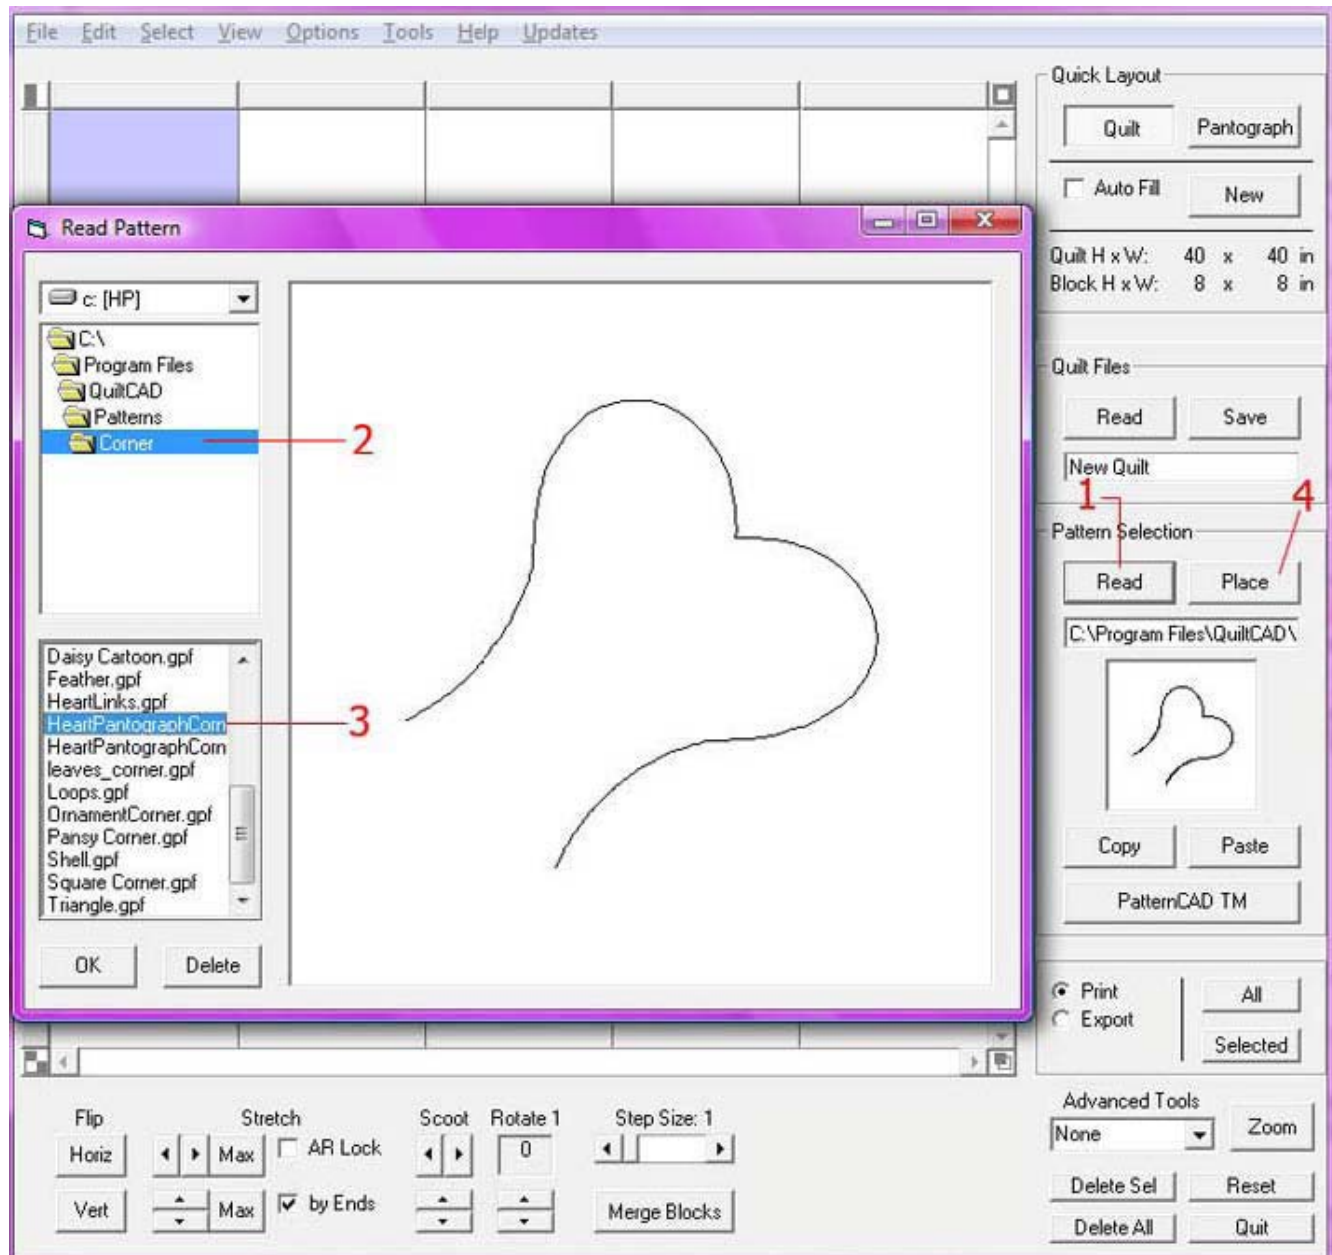 File Edit Select View Options Tools Help Updates
Quick Layout
Quilt Pantograph
Auto Fill New
Quilt H x W: 40 x 40 in
Block H x W: 8 x 8 in
Read Pattern
c: [HP]
C:\
Program Files
QuiltCAD
Patterns
Corner
2
Daisy Cartoon.gpf
Feather.gpf
HeartLinks.gpf
HeartPantographCorn
3
HeartPantographCorn
leaves_corner.gpf
Loops.gpf
OrnamentCorner.gpf
Pansy Corner.gpf
Shell.gpf
Square Corner.gpf
Triangle.gpf
OK Delete
Quilt Files
Read Save
New Quilt
1 4
Pattern Selection
Read Place
C:\Program Files\QuiltCAD\
Copy Paste
PatternCAD TM
Print All
Export
Selected
Flip Stretch Scoot Rotate 1 Step Size: 1
Horiz Max AR Lock 0
Vert Max by Ends Merge Blocks
Advanced Tools
None Zoom
Delete Sel Reset
Delete All Quit